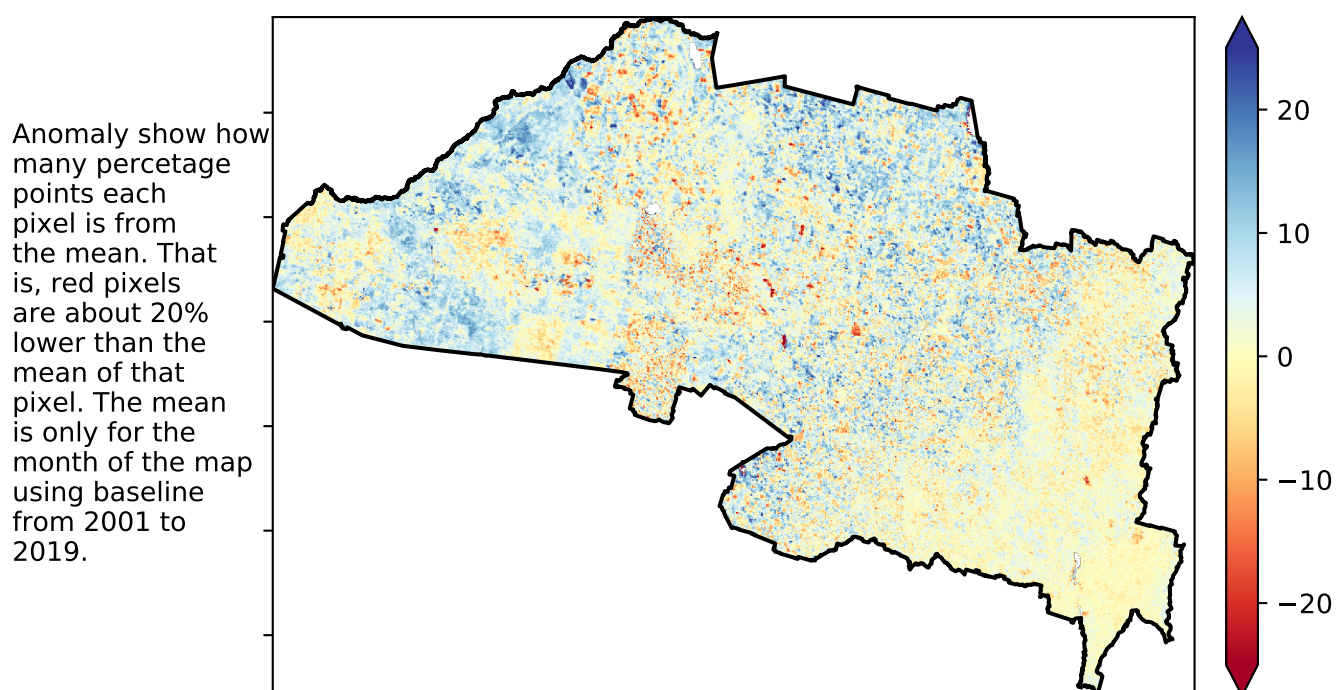 Anomaly show how
many percetage
points each
pixel is from
the mean. That
is, red pixels
are about 20%
lower than the
mean of that
pixel. The mean
is only for the
month of the map
using baseline
from 2001 to
2019.
20
10
0
−10
−20